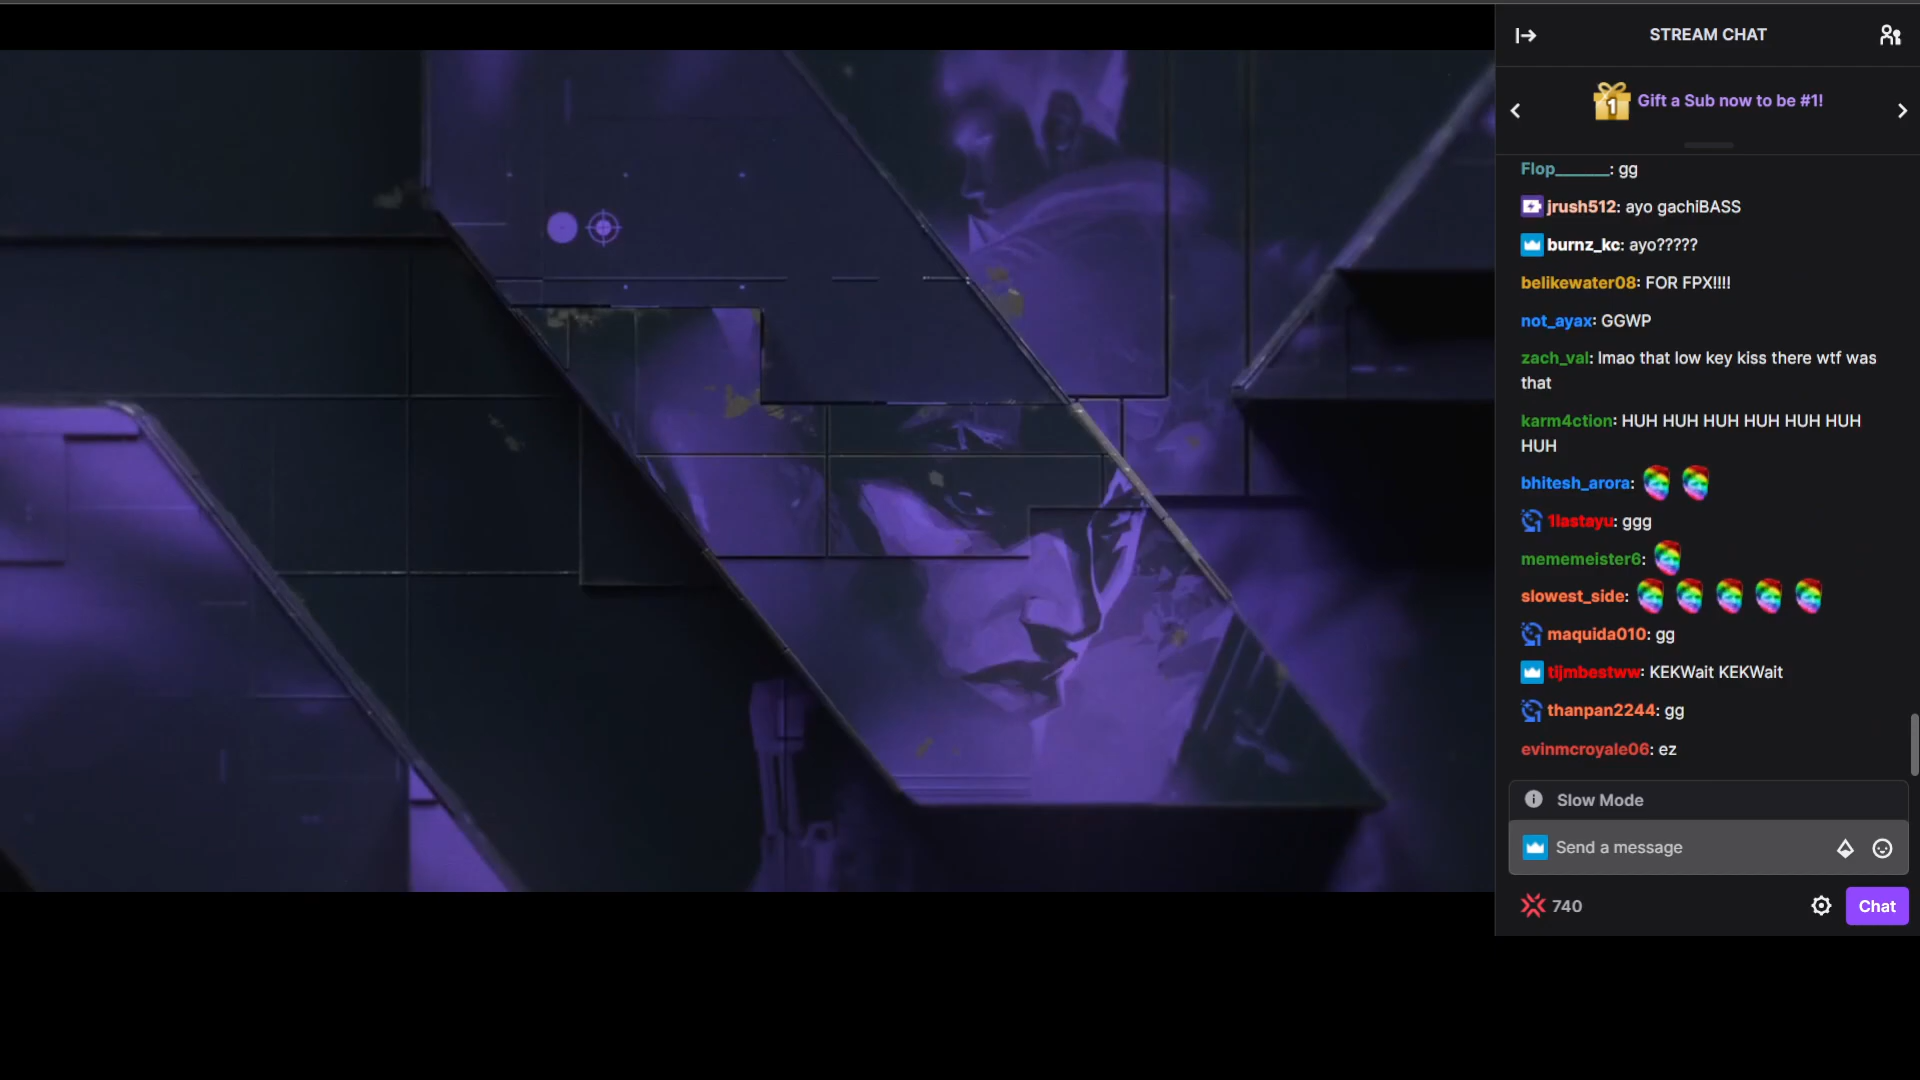 STREAM CHAT
1
Gift a Sub now to be #1!
Flop______: gg
jrush512: ayo gachiBASS
burnz_kc: ayo?????
belikewater08: FOR FPX!!!!
not_ayax: GGWP
zach_val: lmao that low key kiss there wtf was
that
karm4ction: HUH HUH HUH HUH HUH HUH
HUH
bhitesh_arora:
1lastayu: ggg
mememeister6:
slowest_side:
maquida010: gg
tijmbestww: KEKWait KEKWait
thanpan2244: gg
evinmcroyale06: ez
Slow Mode
Send a message
740
Chat